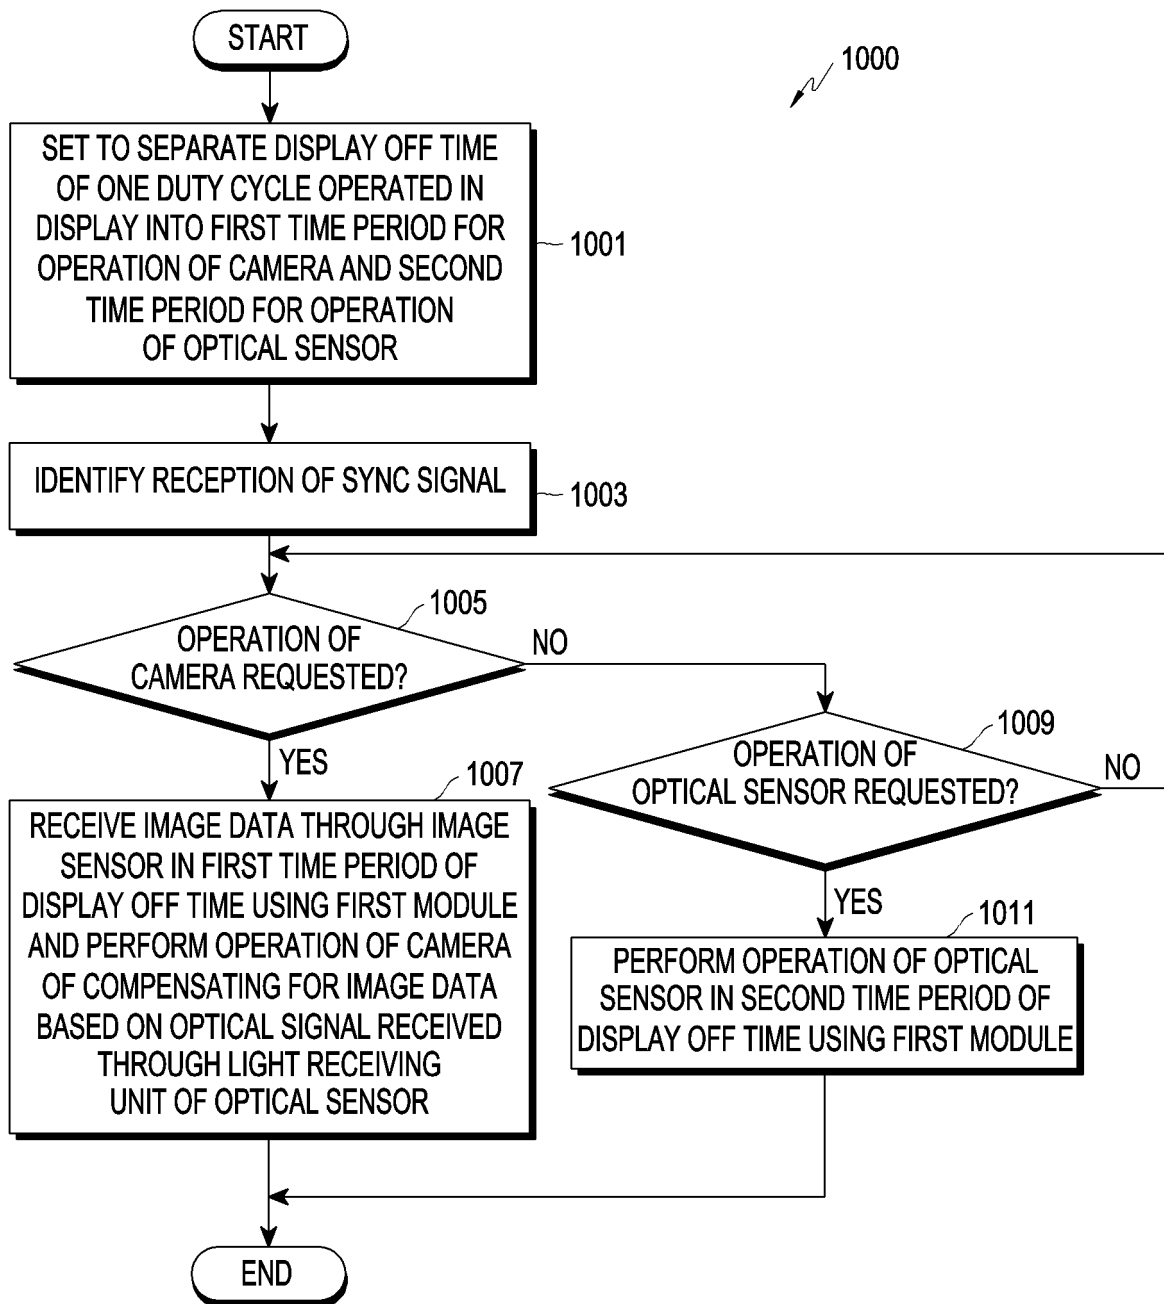 START
1000
SET TO SEPARATE DISPLAY OFF TIME
OF ONE DUTY CYCLE OPERATED IN
DISPLAY INTO FIRST TIME PERIOD FOR
OPERATION OF CAMERA AND SECOND
TIME PERIOD FOR OPERATION
OF OPTICAL SENSOR
1001
IDENTIFY RECEPTION OF SYNC SIGNAL
1003
1005
OPERATION OF
CAMERA REQUESTED?
NO
YES
1009
OPERATION OF
OPTICAL SENSOR REQUESTED?
NO
YES
1007
RECEIVE IMAGE DATA THROUGH IMAGE
SENSOR IN FIRST TIME PERIOD OF
DISPLAY OFF TIME USING FIRST MODULE
AND PERFORM OPERATION OF CAMERA
OF COMPENSATING FOR IMAGE DATA
BASED ON OPTICAL SIGNAL RECEIVED
THROUGH LIGHT RECEIVING
UNIT OF OPTICAL SENSOR
1011
PERFORM OPERATION OF OPTICAL
SENSOR IN SECOND TIME PERIOD OF
DISPLAY OFF TIME USING FIRST MODULE
END